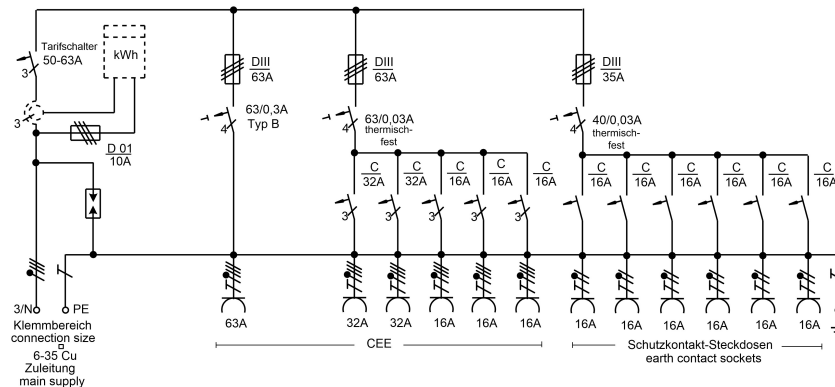 Tarifschalter
50-63A
kWh
3
3
D 01
10A
DIII
63A
63/0,3A
Typ B
4
DIII
63A
63/0,03A
thermisch-
fest
4
DIII
35A
40/0,03A
thermisch-
fest
4
C
32A
C
32A
C
16A
C
16A
C
16A
C
16A
C
16A
C
16A
C
16A
C
16A
C
16A
3
3
3
3
3
3/N
PE
Klemmbereich
connection size
6-35 Cu
Zuleitung
main supply
63A
32A
32A
16A
16A
16A
16A
16A
16A
16A
16A
16A
CEE
Schutzkontakt-Steckdosen
earth contact sockets